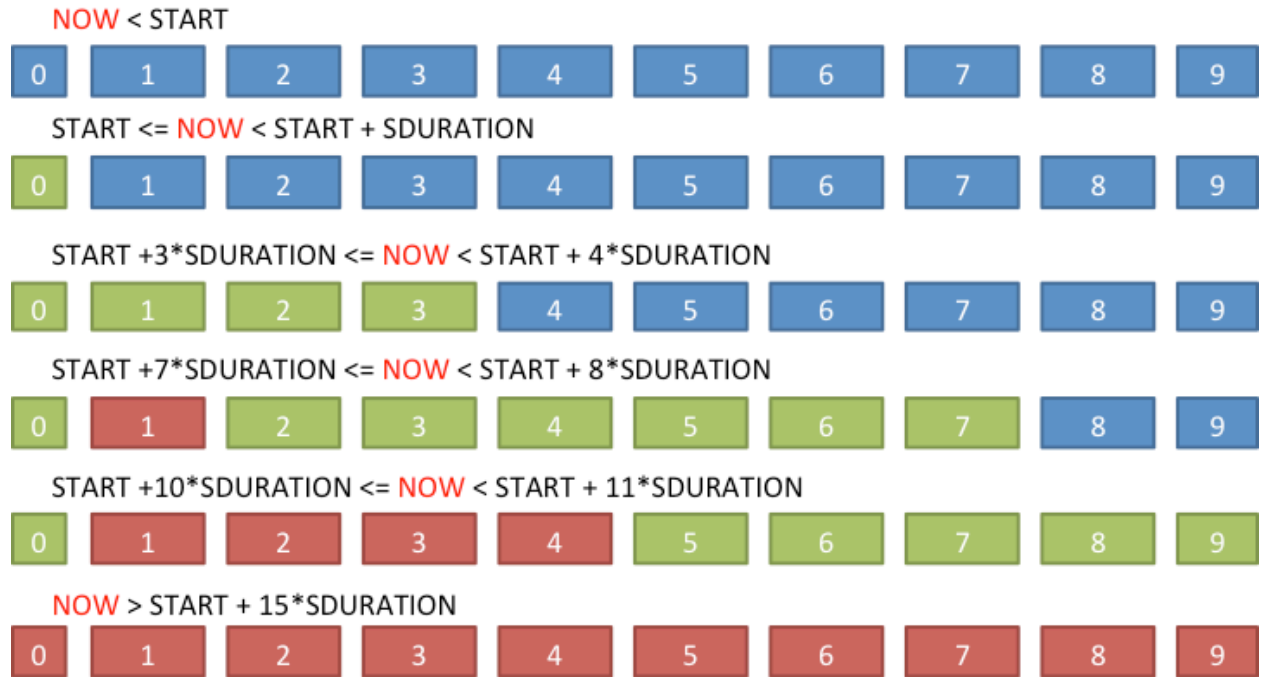 NOW < START
0 1 2 3 4 5 6 7 8 9
START <= NOW < START + SDURATION
0 1 2 3 4 5 6 7 8 9
START +3*SDURATION <= NOW < START + 4*SDURATION
0 1 2 3 4 5 6 7 8 9
START +7*SDURATION <= NOW < START + 8*SDURATION
0 1 2 3 4 5 6 7 8 9
START +10*SDURATION <= NOW < START + 11*SDURATION
0 1 2 3 4 5 6 7 8 9
NOW > START + 15*SDURATION
0 1 2 3 4 5 6 7 8 9